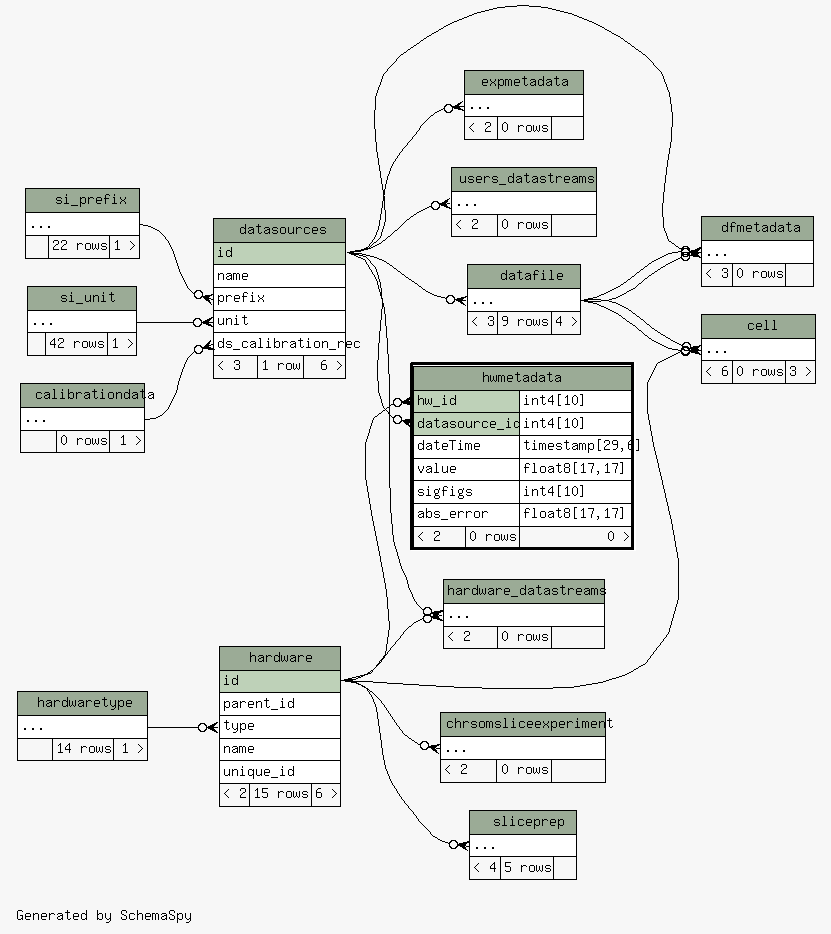 expmetadata
...
< 2 0 rows
users_datastreams
...
< 2 0 rows
si_prefix
...
22 rows 1 >
datasources
id
name
prefix
unit
ds_calibration_rec
< 3 1 row 6 >
dfmetadata
...
< 3 0 rows
datafile
...
< 3 9 rows 4 >
si_unit
...
42 rows 1 >
cell
...
< 6 0 rows 3 >
calibrationdata
...
0 rows 1 >
hwmetadata
hw_id int4[10]
datasource_id int4[10]
dateTime timestamp[29,6]
value float8[17,17]
sigfigs int4[10]
abs_error float8[17,17]
< 2 0 rows 0 >
hardware_datastreams
...
< 2 0 rows
hardware
id
parent_id
type
name
unique_id
< 2 15 rows 6 >
hardwaretype
...
14 rows 1 >
chrsomsliceexperiment
...
< 2 0 rows
sliceprep
...
< 4 5 rows
Generated by SchemaSpy